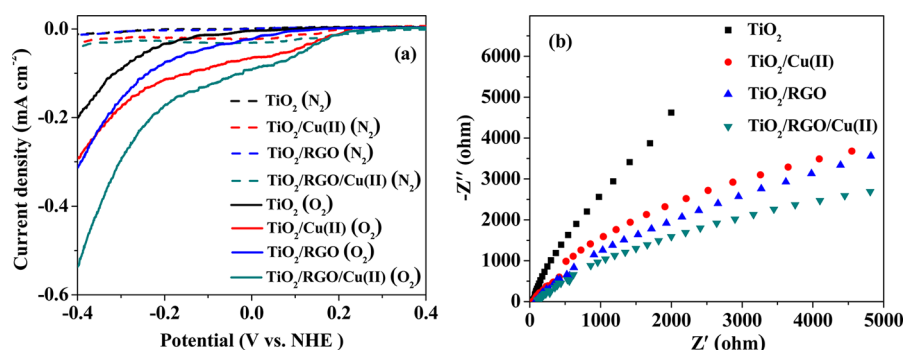 0.0
-0.2
-0.4
-0.6
Current density (mA cm⁻²)
(a)
TiO₂ (N₂)
TiO₂/Cu(II) (N₂)
TiO₂/RGO (N₂)
TiO₂/RGO/Cu(II) (N₂)
TiO₂ (O₂)
TiO₂/Cu(II) (O₂)
TiO₂/RGO (O₂)
TiO₂/RGO/Cu(II) (O₂)
-0.4 -0.2 0.0 0.2 0.4
Potential (V vs. NHE )
6000
5000
4000
3000
2000
1000
0
-Z″ (ohm)
(b)
TiO₂
TiO₂/Cu(II)
TiO₂/RGO
TiO₂/RGO/Cu(II)
0 1000 2000 3000 4000 5000
Z′ (ohm)